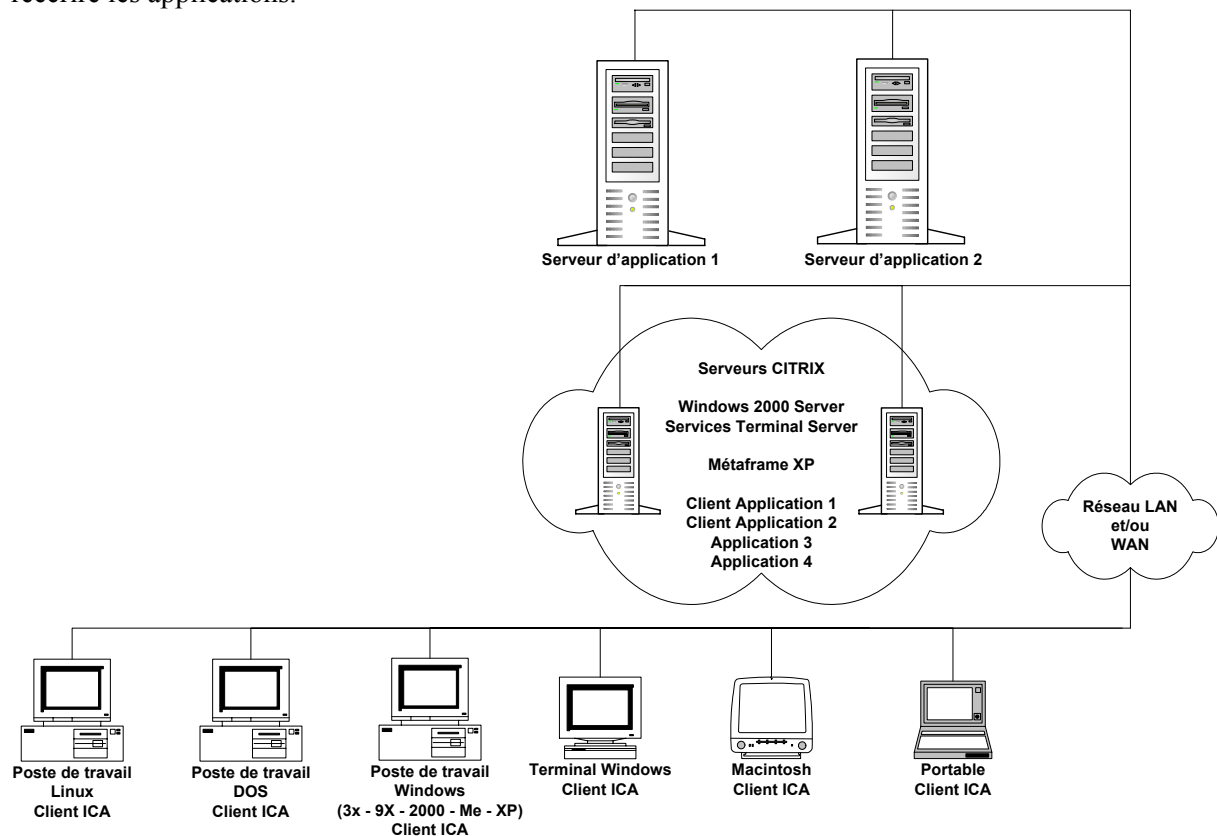 réécrire les applications.
Serveur d'application 1
Serveur d'application 2
Serveurs CITRIX
Windows 2000 Server
Services Terminal Server
Métaframe XP
Client Application 1
Client Application 2
Application 3
Application 4
Réseau LAN
et/ou
WAN
Poste de travail
Linux
Client ICA
Poste de travail
DOS
Client ICA
Poste de travail
Windows
(3x - 9X - 2000 - Me - XP)
Client ICA
Terminal Windows
Client ICA
Macintosh
Client ICA
Portable
Client ICA